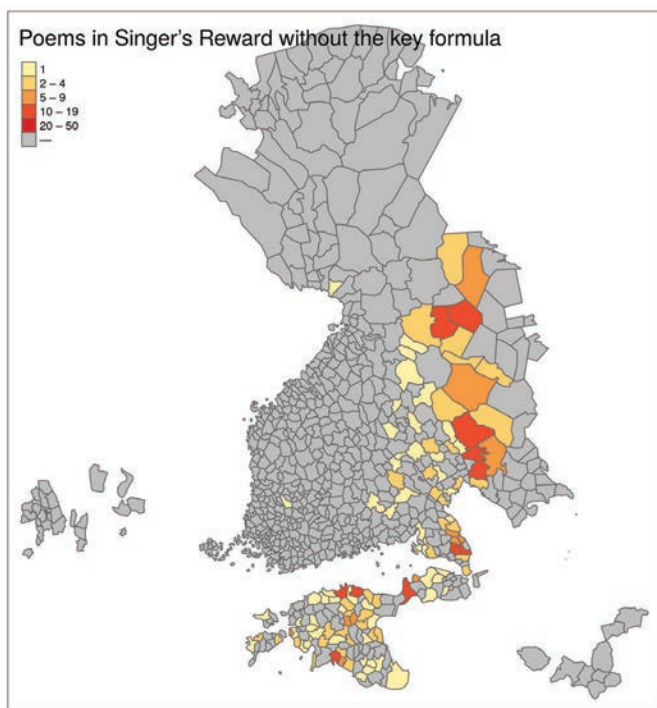 Poems in Singer's Reward without the key formula
1
2 – 4
5 – 9
10 – 19
20 – 50
—